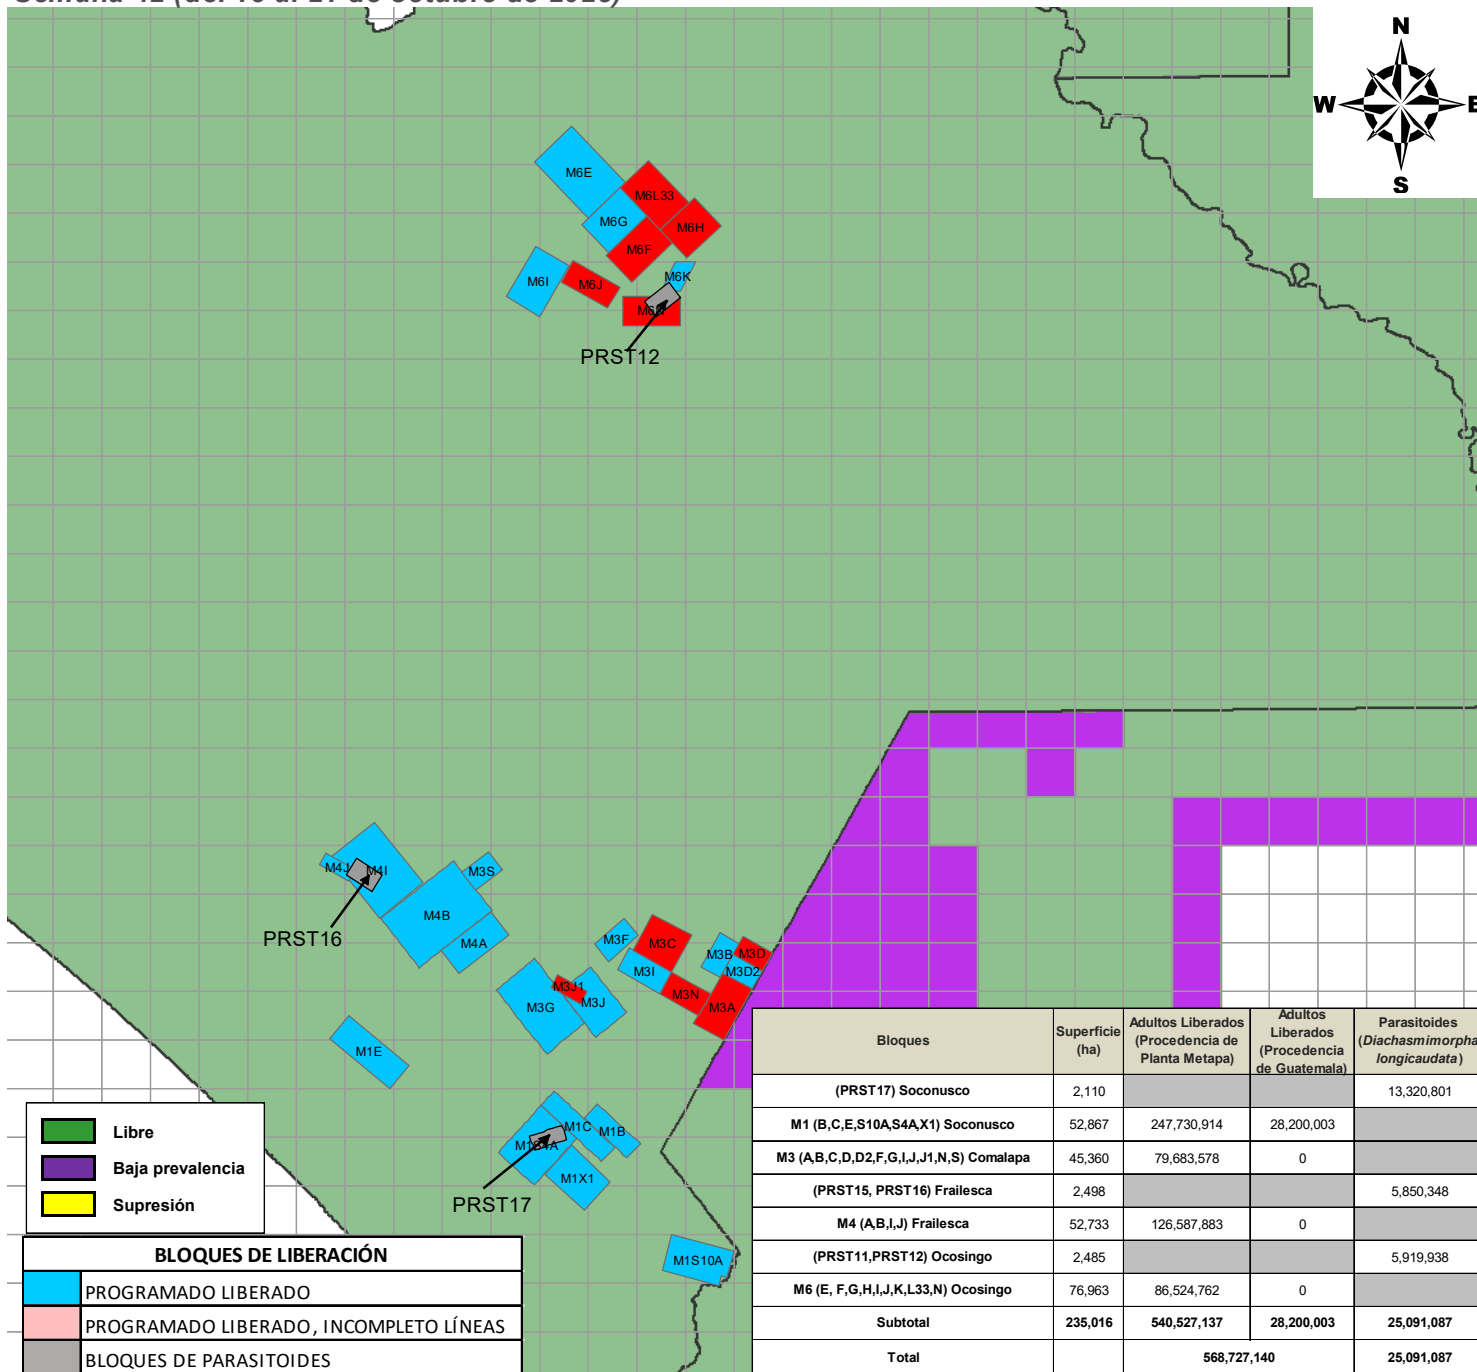 N
W
E
S
M6E
M6L33
M6G
M6H
M6F
M6K
M6I
M6J
PRST12
M4J
M4I
M3S
M4B
PRST16
M4A
M3F
M3C
M3B
M3D
M3I
M3D2
M3J1
M3N
M3G
M3J
M3A
M1E
M1C
M1B
M1S4A
M1X1
PRST17
M1S10A
Libre
Baja prevalencia
Supresión
BLOQUES DE LIBERACIÓN
PROGRAMADO LIBERADO
PROGRAMADO LIBERADO, INCOMPLETO LÍNEAS
BLOQUES DE PARASITOIDES
Bloques
Superficie
(ha)
Adultos Liberados
(Procedencia de
Planta Metapa)
Adultos
Liberados
(Procedencia
de Guatemala)
Parasitoides
(Diachasmimorpha
longicaudata)
(PRST17) Soconusco 2,110 13,320,801
M1 (B,C,E,S10A,S4A,X1) Soconusco 52,867 247,730,914 28,200,003
M3 (A,B,C,D,D2,F,G,I,J,J1,N,S) Comalapa 45,360 79,683,578 0
(PRST15, PRST16) Frailesca 2,498 5,850,348
M4 (A,B,I,J) Frailesca 52,733 126,587,883 0
(PRST11,PRST12) Ocosingo 2,485 5,919,938
M6 (E, F,G,H,I,J,K,L33,N) Ocosingo 76,963 86,524,762 0
Subtotal 235,016 540,527,137 28,200,003 25,091,087
Total 568,727,140 25,091,087